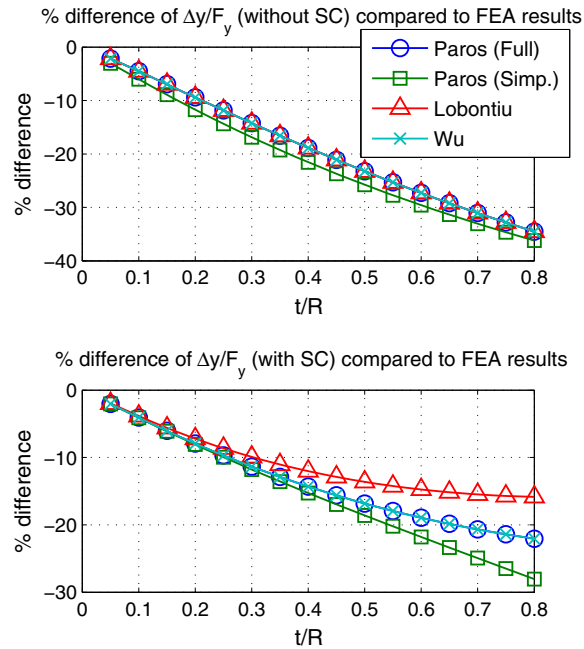 % difference of Δy/F_y (without SC) compared to FEA results
Paros (Full)
Paros (Simp.)
Lobontiu
Wu
0
−10
−20
−30
−40
% difference
0 0.1 0.2 0.3 0.4 0.5 0.6 0.7 0.8
t/R
% difference of Δy/F_y (with SC) compared to FEA results
0
−10
−20
−30
% difference
0 0.1 0.2 0.3 0.4 0.5 0.6 0.7 0.8
t/R